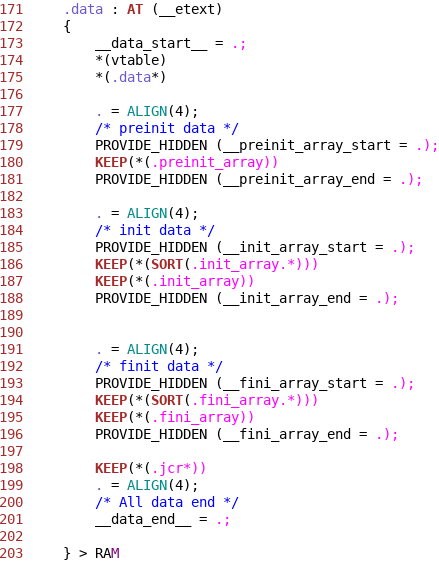 171     .data : AT (__etext)
172     {
173         __data_start__ = .;
174         *(vtable)
175         *(.data*)
176
177         . = ALIGN(4);
178         /* preinit data */
179         PROVIDE_HIDDEN (__preinit_array_start = .);
180         KEEP(*(.preinit_array))
181         PROVIDE_HIDDEN (__preinit_array_end = .);
182
183         . = ALIGN(4);
184         /* init data */
185         PROVIDE_HIDDEN (__init_array_start = .);
186         KEEP(*(SORT(.init_array.*)))
187         KEEP(*(.init_array))
188         PROVIDE_HIDDEN (__init_array_end = .);
189
190
191         . = ALIGN(4);
192         /* finit data */
193         PROVIDE_HIDDEN (__fini_array_start = .);
194         KEEP(*(SORT(.fini_array.*)))
195         KEEP(*(.fini_array))
196         PROVIDE_HIDDEN (__fini_array_end = .);
197
198         KEEP(*(.jcr*))
199         . = ALIGN(4);
200         /* All data end */
201         __data_end__ = .;
202
203     } > RAM